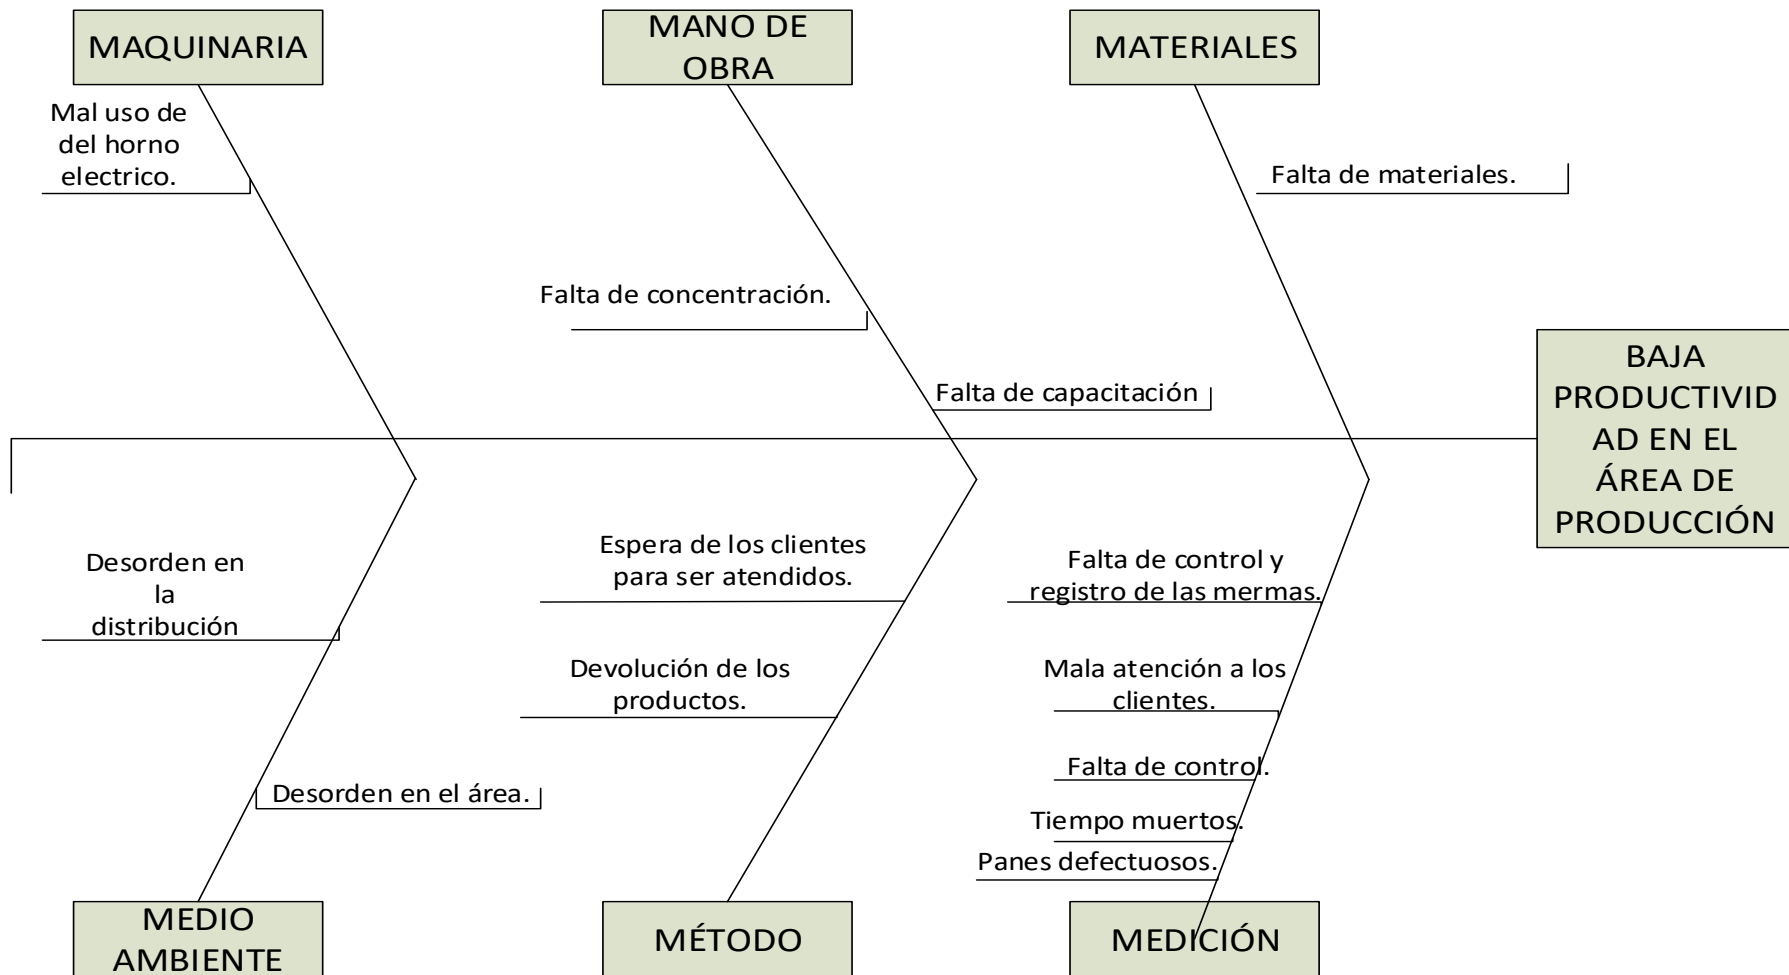 MAQUINARIA
MANO DE
OBRA
MATERIALES
Mal uso de
del horno
electrico.
Falta de materiales.
Falta de concentración.
Falta de capacitación
BAJA
PRODUCTIVID
AD EN EL
ÁREA DE
PRODUCCIÓN
Desorden en
la
distribución
Espera de los clientes
para ser atendidos.
Falta de control y
registro de las mermas.
Devolución de los
productos.
Mala atención a los
clientes.
Desorden en el área.
Falta de control.
Tiempo muertos.
Panes defectuosos.
MEDIO
AMBIENTE
MÉTODO
MEDICIÓN